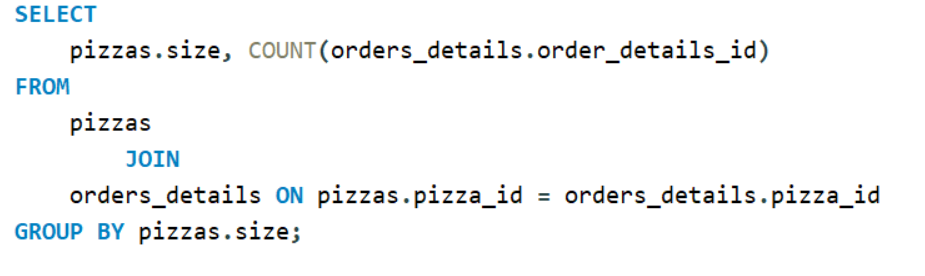 SELECT
pizzas.size, COUNT(orders_details.order_details_id)
FROM
pizzas
JOIN
orders_details ON pizzas.pizza_id = orders_details.pizza_id
GROUP BY pizzas.size;